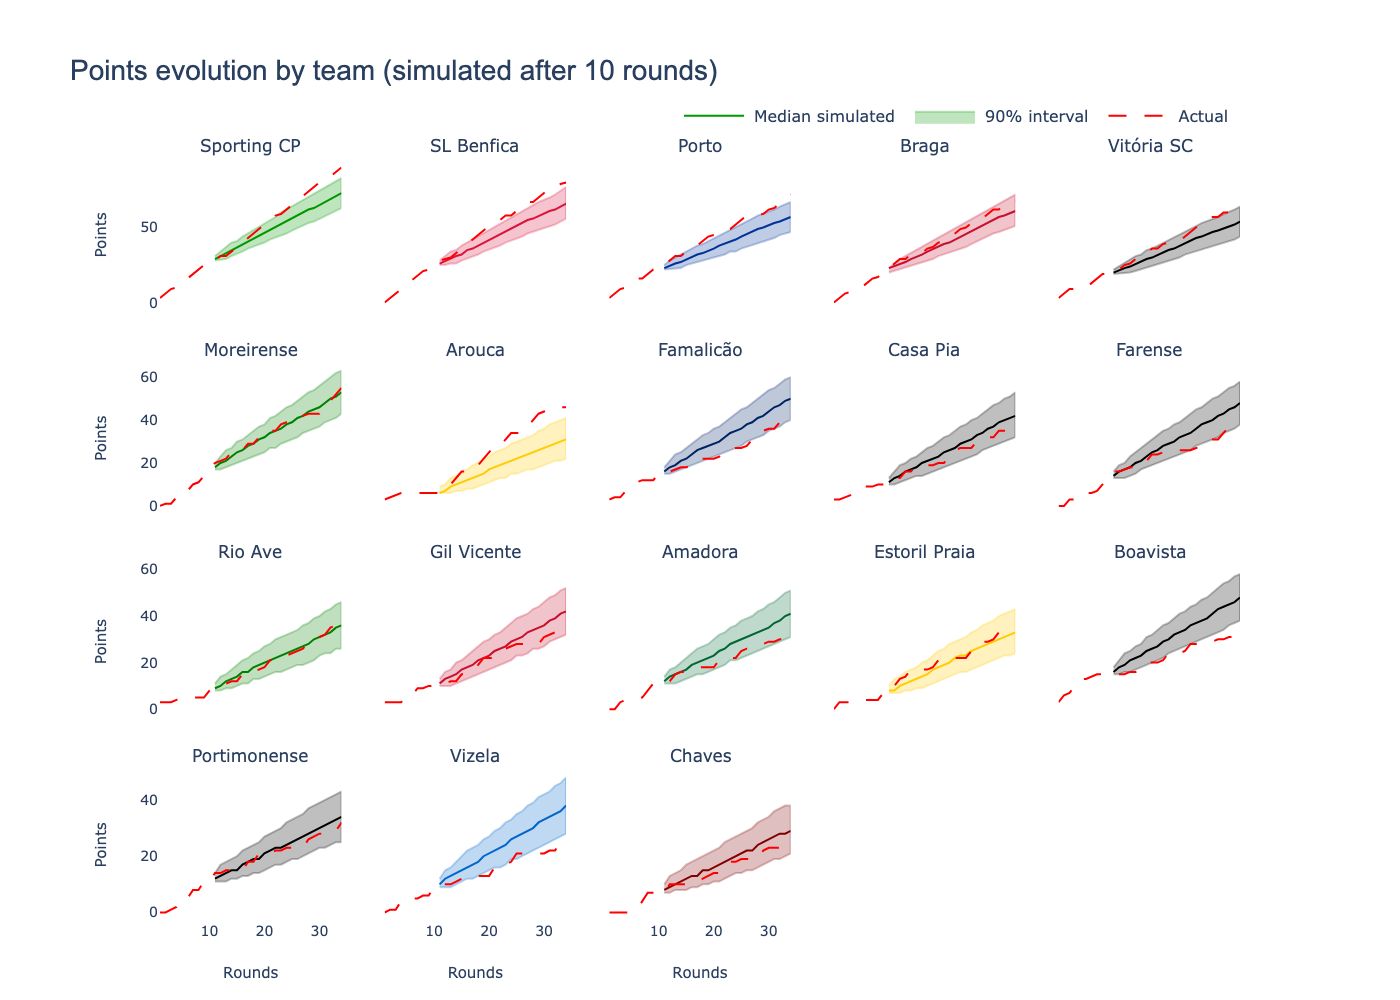 Points evolution by team (simulated after 10 rounds)
Median simulated 90% interval Actual
Sporting CP SL Benfica Porto Braga Vitória SC
Points
50
0
Moreirense Arouca Famalicão Casa Pia Farense
Points
60
40
20
0
Rio Ave Gil Vicente Amadora Estoril Praia Boavista
Points
60
40
20
0
Portimonense Vizela Chaves
Points
40
20
0
10 20 30 10 20 30 10 20 30
Rounds Rounds Rounds